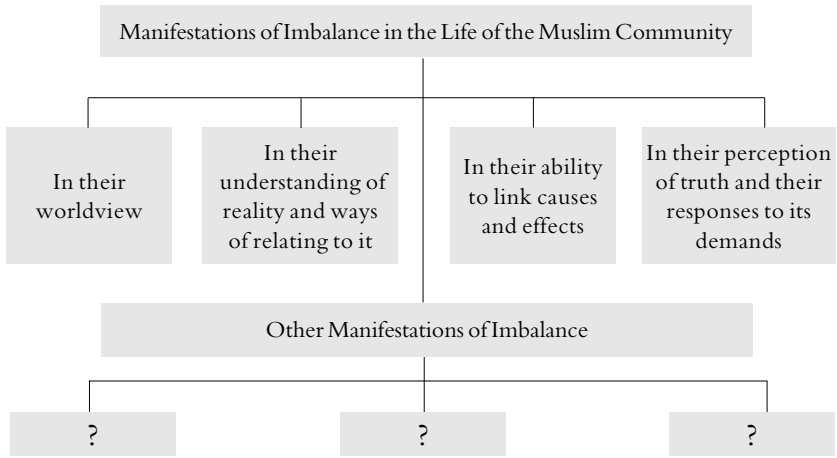 Manifestations of Imbalance in the Life of the Muslim Community
In their
worldview
In their
understanding of
reality and ways
of relating to it
In their ability
to link causes
and effects
In their perception
of truth and their
responses to its
demands
Other Manifestations of Imbalance
?
?
?